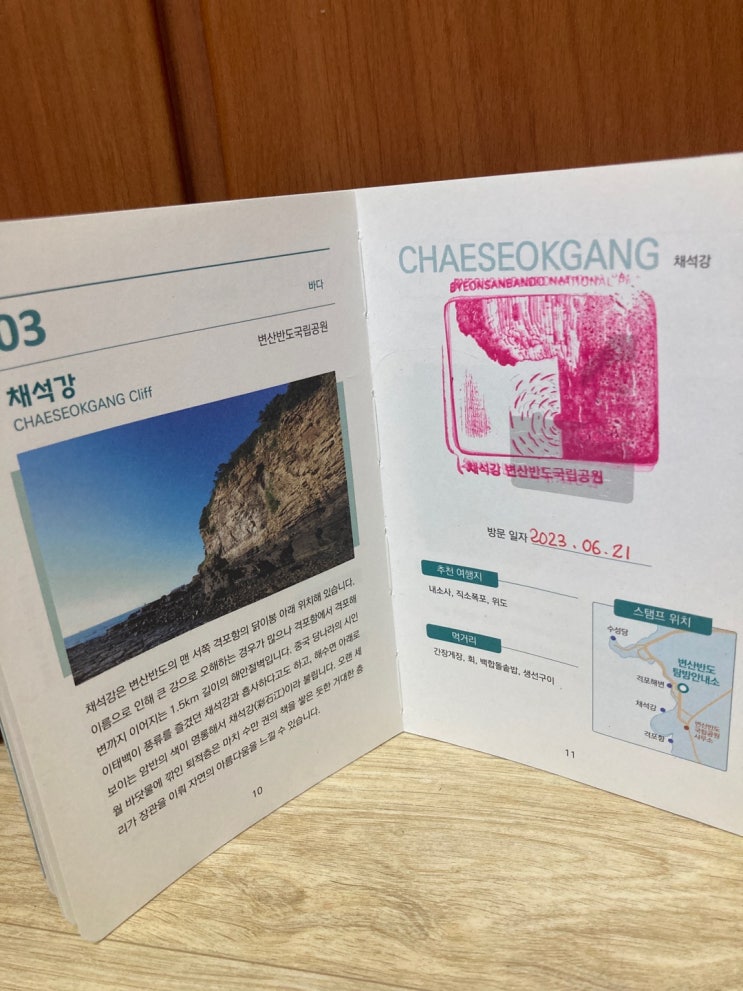 03
바다
변산반도국립공원
채석강
CHAESEOKGANG Cliff
채석강은 변산반도의 맨 서쪽 격포항의 닭이봉 아래 위치해 있습니다.
이름으로 인해 큰 강으로 오해하는 경우가 많으나 격포항에서 격포해
변까지 이어지는 1.5km 길이의 해안절벽입니다. 중국 당나라의 시인
이태백이 풍류를 즐겼던 채석강과 흡사하다고도 하고, 해수면 아래로
보이는 암반의 색이 영롱해서 채석강(彩石江)이라 불립니다. 오랜 세
월 바닷물에 깎인 퇴적층은 마치 수만 권의 책을 쌓은 듯한 거대한 층
리가 장관을 이뤄 자연의 아름다움을 느낄 수 있습니다.
10
CHAESEOKGANG 채석강
BYEONSANBANDO NATIONAL
채석강 변산반도국립공원
방문 일자 2023.06.21
추천 여행지
내소사, 직소폭포, 위도
먹거리
간장게장, 회, 백합돌솥밥, 생선구이
스탬프 위치
수성당
변산반도
탐방안내소
격포해변
채석강
변산반도
국립공원
사무소
격포항
11